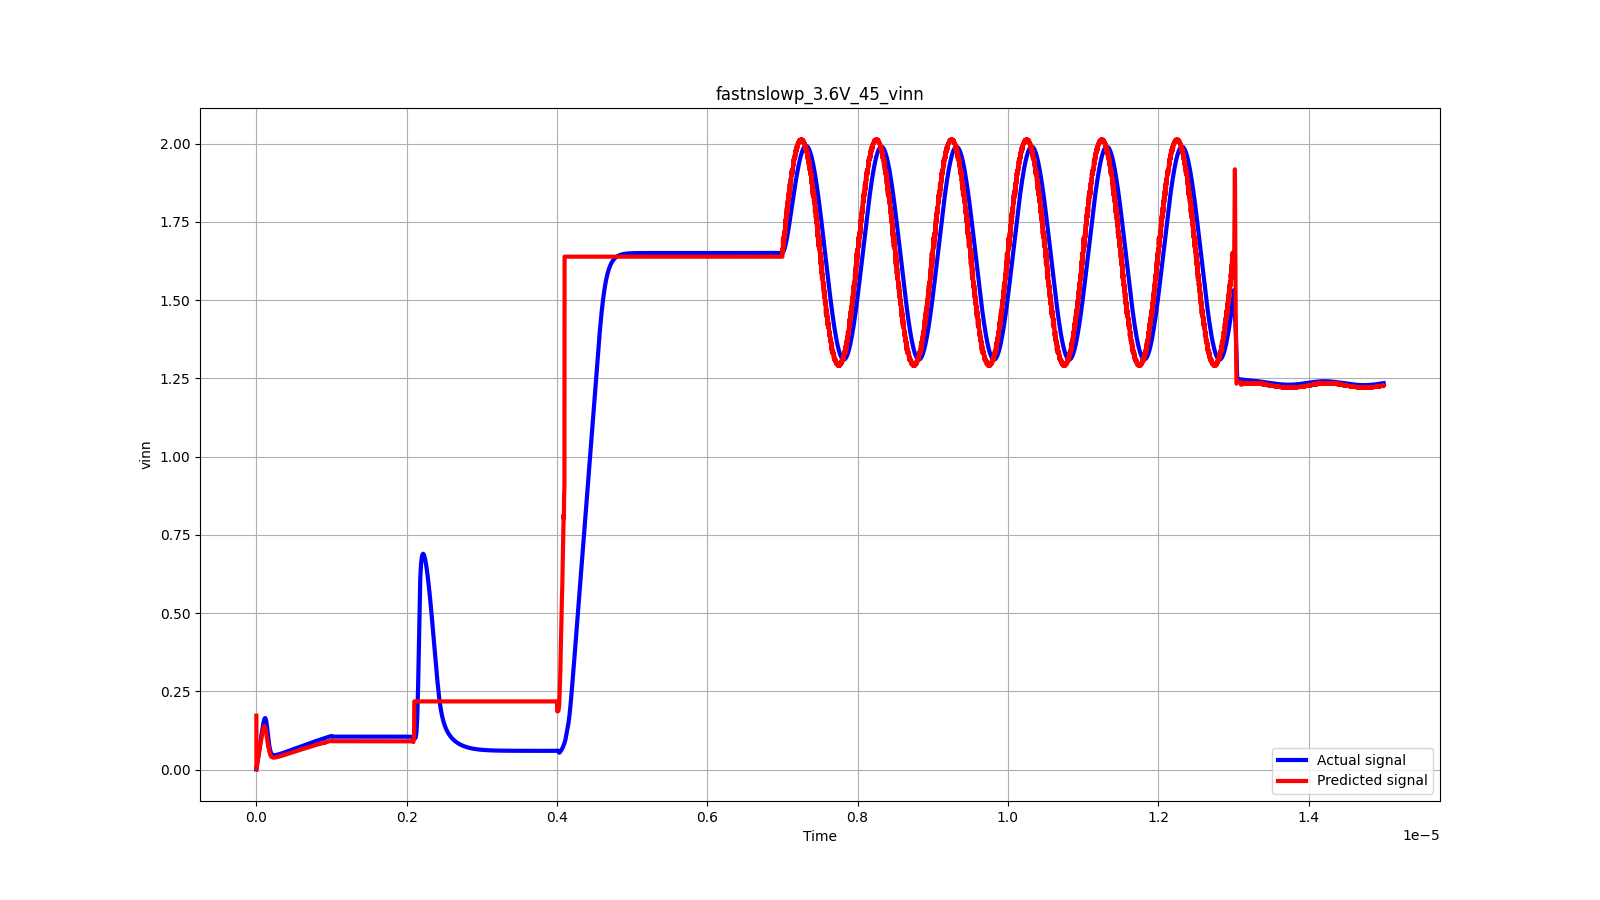 fastnslowp_3.6V_45_vinn
2.00
1.75
1.50
1.25
1.00
0.75
0.50
0.25
0.00
vinn
Actual signal
Predicted signal
0.0 0.2 0.4 0.6 0.8 1.0 1.2 1.4
Time
1e−5